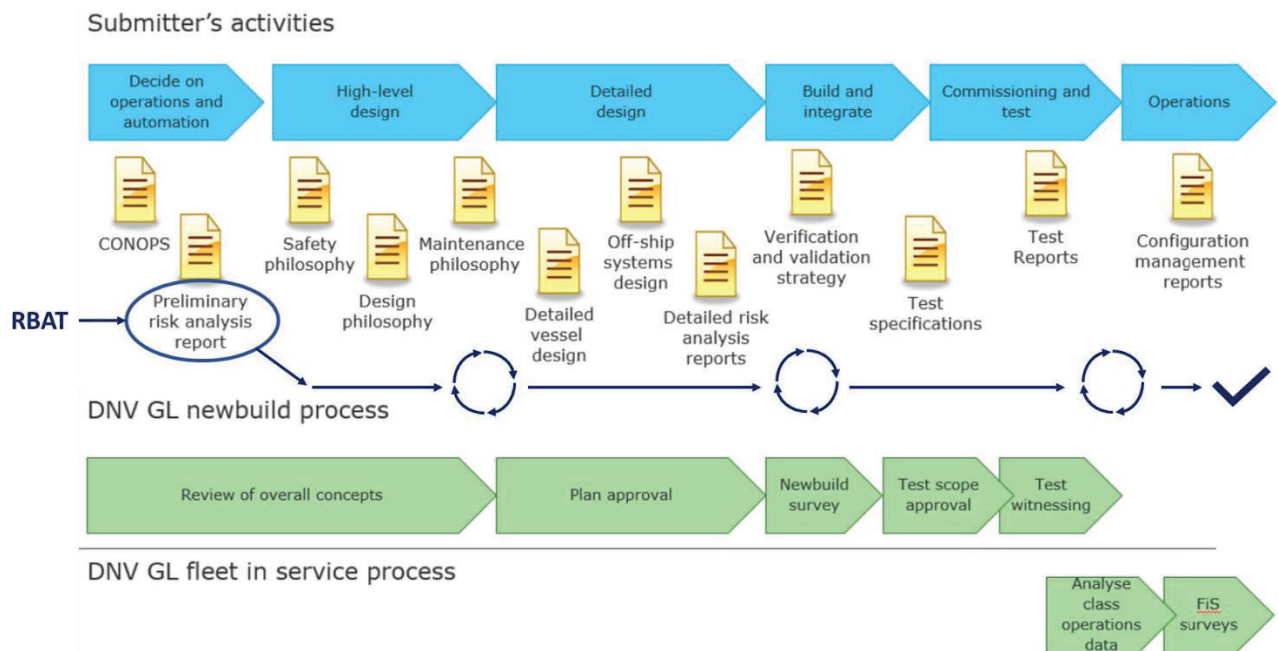 Submitter's activities
Decide on
operations and
automation
High-level
design
Detailed
design
Build and
integrate
Commissioning and
test
Operations
CONOPS
Preliminary
risk analysis
report
Safety
philosophy
Design
philosophy
Maintenance
philosophy
Detailed
vessel
design
Off-ship
systems
design
Detailed risk
analysis
reports
Verification
and validation
strategy
Test
specifications
Test
Reports
Configuration
management
reports
RBAT
DNV GL newbuild process
Review of overall concepts
Plan approval
Newbuild
survey
Test scope
approval
Test
witnessing
DNV GL fleet in service process
Analyse
class
operations
data
FiS
surveys